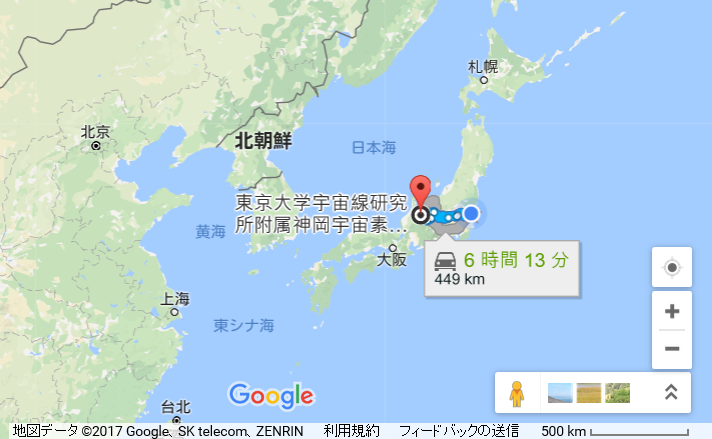 札幌
北京
北朝鮮
日本海
東京大学宇宙線研究
所附属神岡宇宙素...
黄海
大阪
6 時間 13 分
449 km
上海
東シナ海
Google
台北
地図データ ©2017 Google、SK telecom、ZENRIN 利用規約 フィードバックの送信 500 km